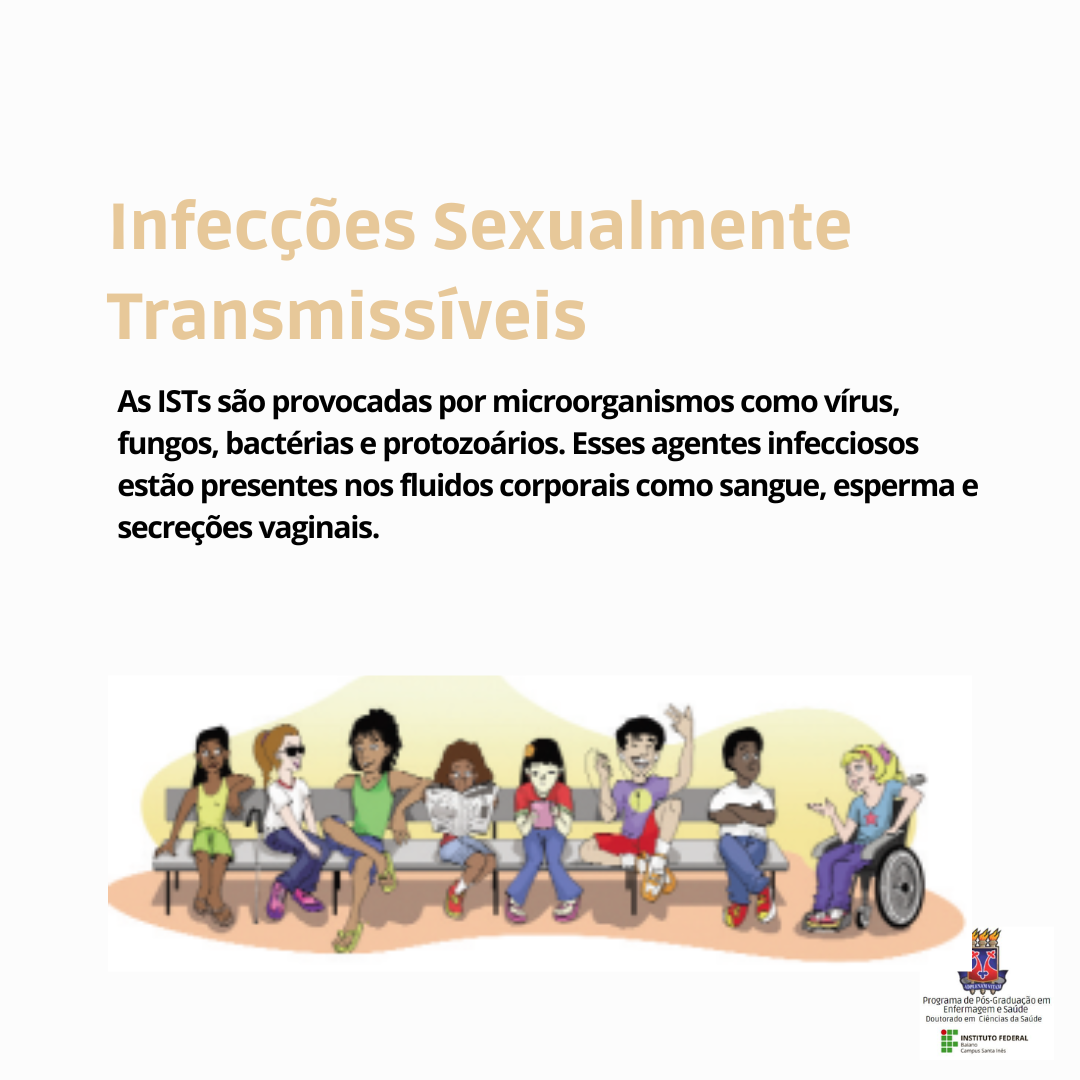 Infecções Sexualmente
Transmissíveis
As ISTs são provocadas por microorganismos como vírus,
fungos, bactérias e protozoários. Esses agentes infecciosos
estão presentes nos fluidos corporais como sangue, esperma e
secreções vaginais.
Programa de Pós-Graduação em
Enfermagem e Saúde
Doutorado em Ciências da Saúde
INSTITUTO FEDERAL
Baiano
Campus Santa Inês